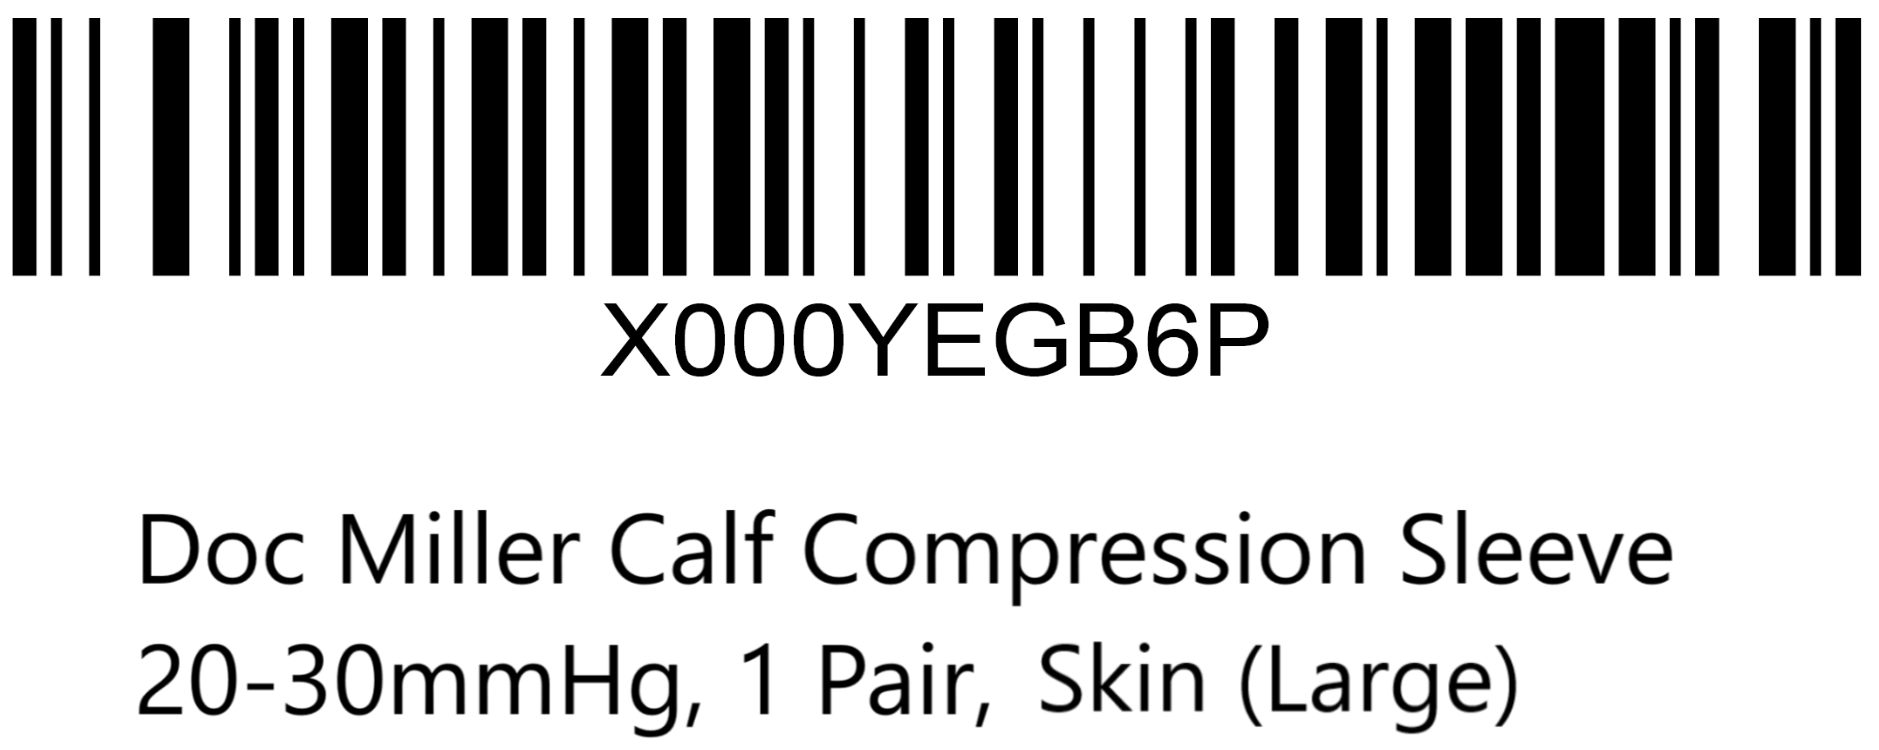 X000YEGB6P
Doc Miller Calf Compression Sleeve
20-30mmHg, 1 Pair, Skin (Large)